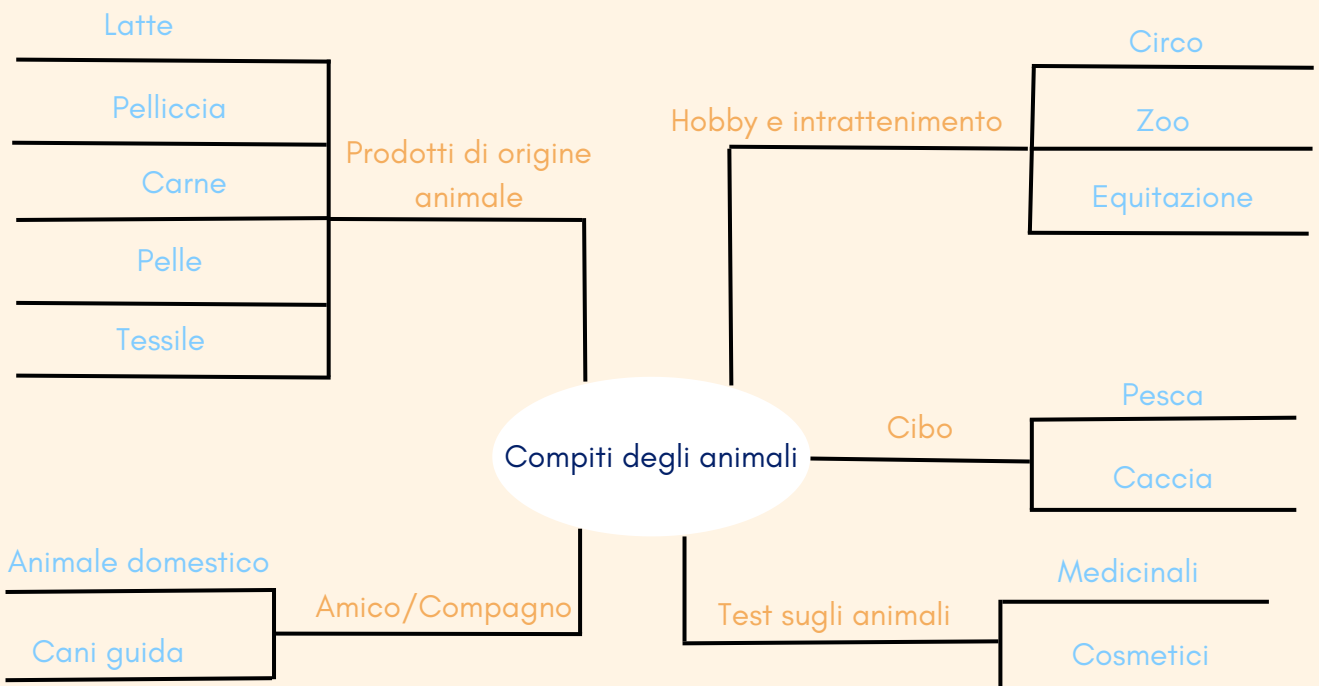 Latte
Pelliccia
Carne
Pelle
Tessile
Prodotti di origine
animale
Hobby e intrattenimento
Circo
Zoo
Equitazione
Compiti degli animali
Cibo
Pesca
Caccia
Animale domestico
Cani guida
Amico/Compagno
Test sugli animali
Medicinali
Cosmetici